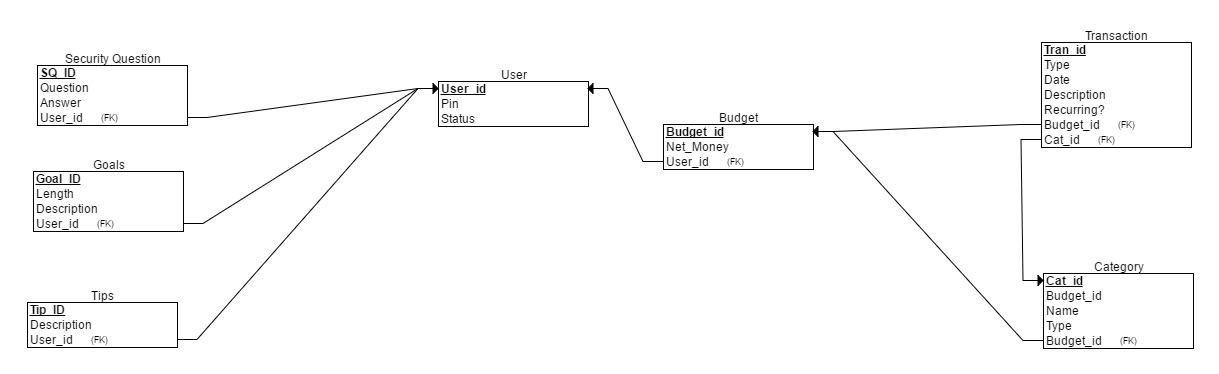 Security Question
SQ_ID
Question
Answer
User_id (FK)
Goals
Goal_ID
Length
Description
User_id (FK)
Tips
Tip_ID
Description
User_id (FK)
User
User_id
Pin
Status
Budget
Budget_id
Net_Money
User_id (FK)
Transaction
Tran_id
Type
Date
Description
Recurring?
Budget_id (FK)
Cat_id (FK)
Category
Cat_id
Budget_id
Name
Type
Budget_id (FK)